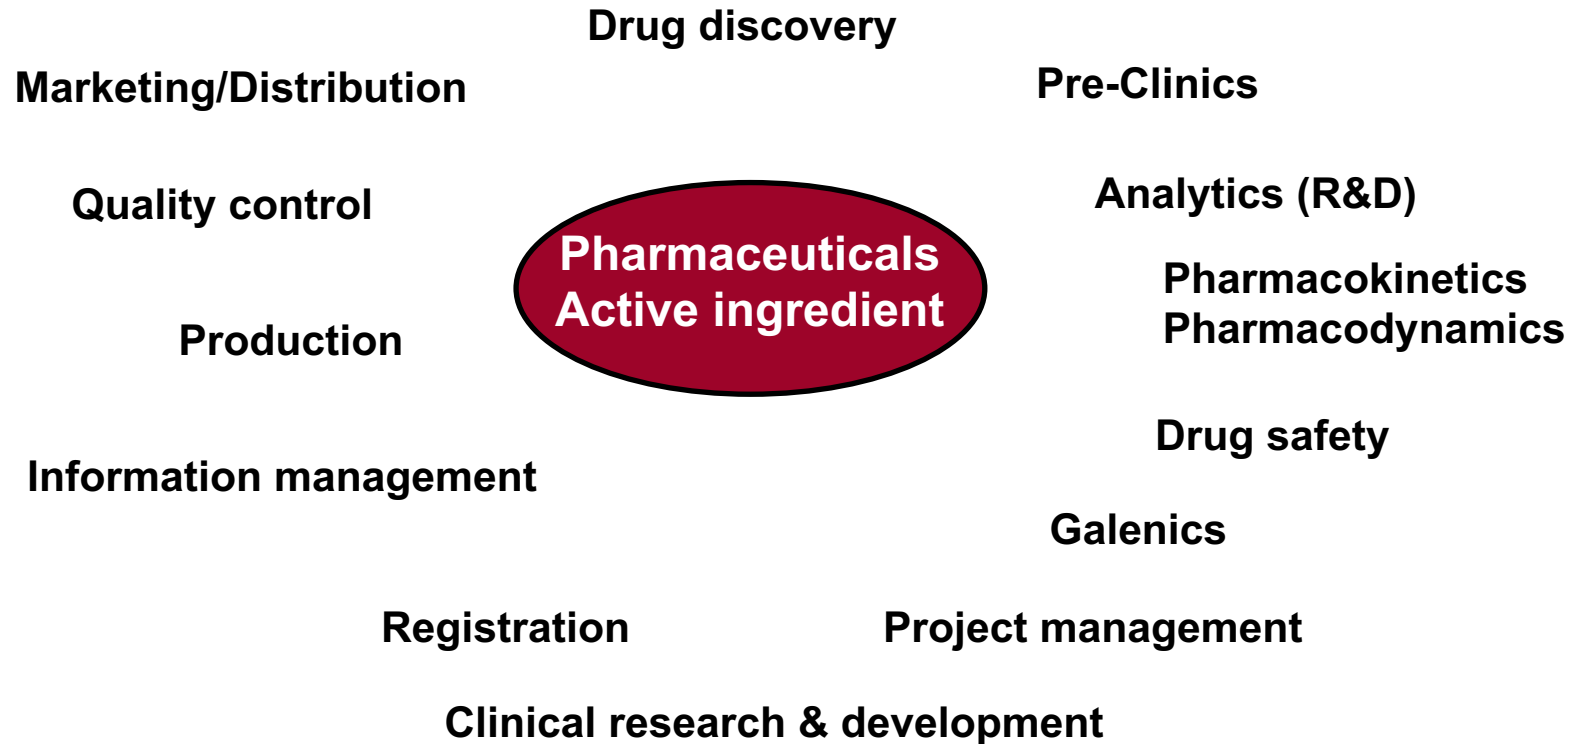 Drug discovery
Marketing/Distribution
Pre-Clinics
Quality control
Analytics (R&D)
Pharmaceuticals
Active ingredient
Pharmacokinetics
Pharmacodynamics
Production
Drug safety
Information management
Galenics
Registration
Project management
Clinical research & development